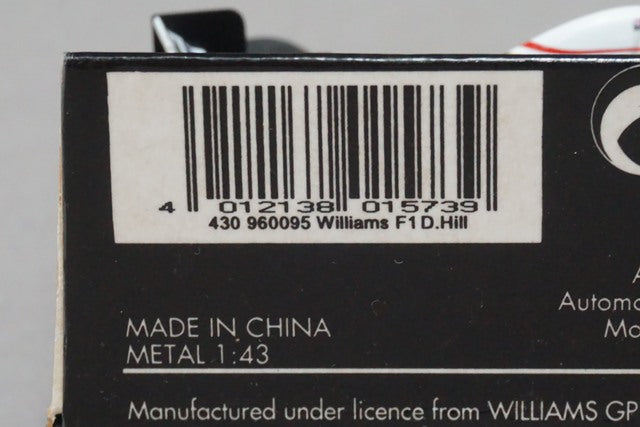 4 012138 015739
430 960095 Williams F1 D.Hill
Automo
MADE IN CHINA
METAL 1:43
Manufactured under licence from WILLIAMS GP